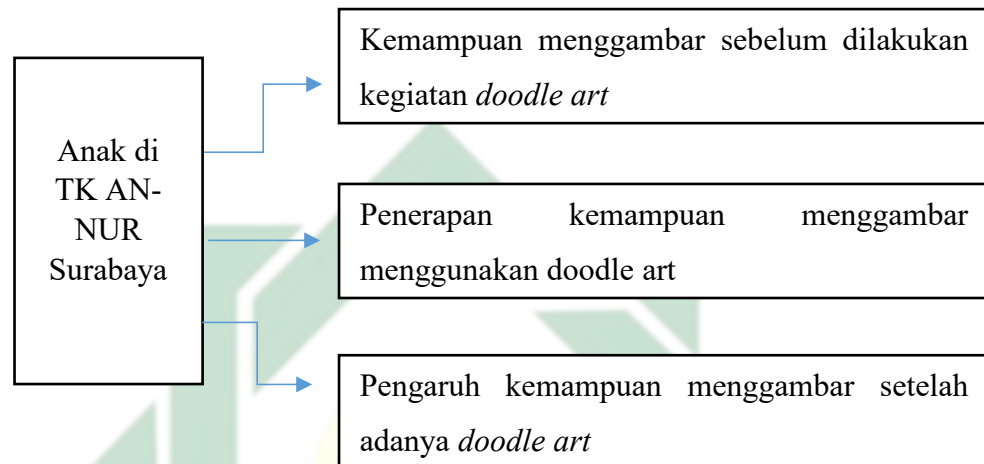 Anak di
TK AN-
NUR
Surabaya
Kemampuan menggambar sebelum dilakukan
kegiatan doodle art
Penerapan kemampuan menggambar
menggunakan doodle art
Pengaruh kemampuan menggambar setelah
adanya doodle art